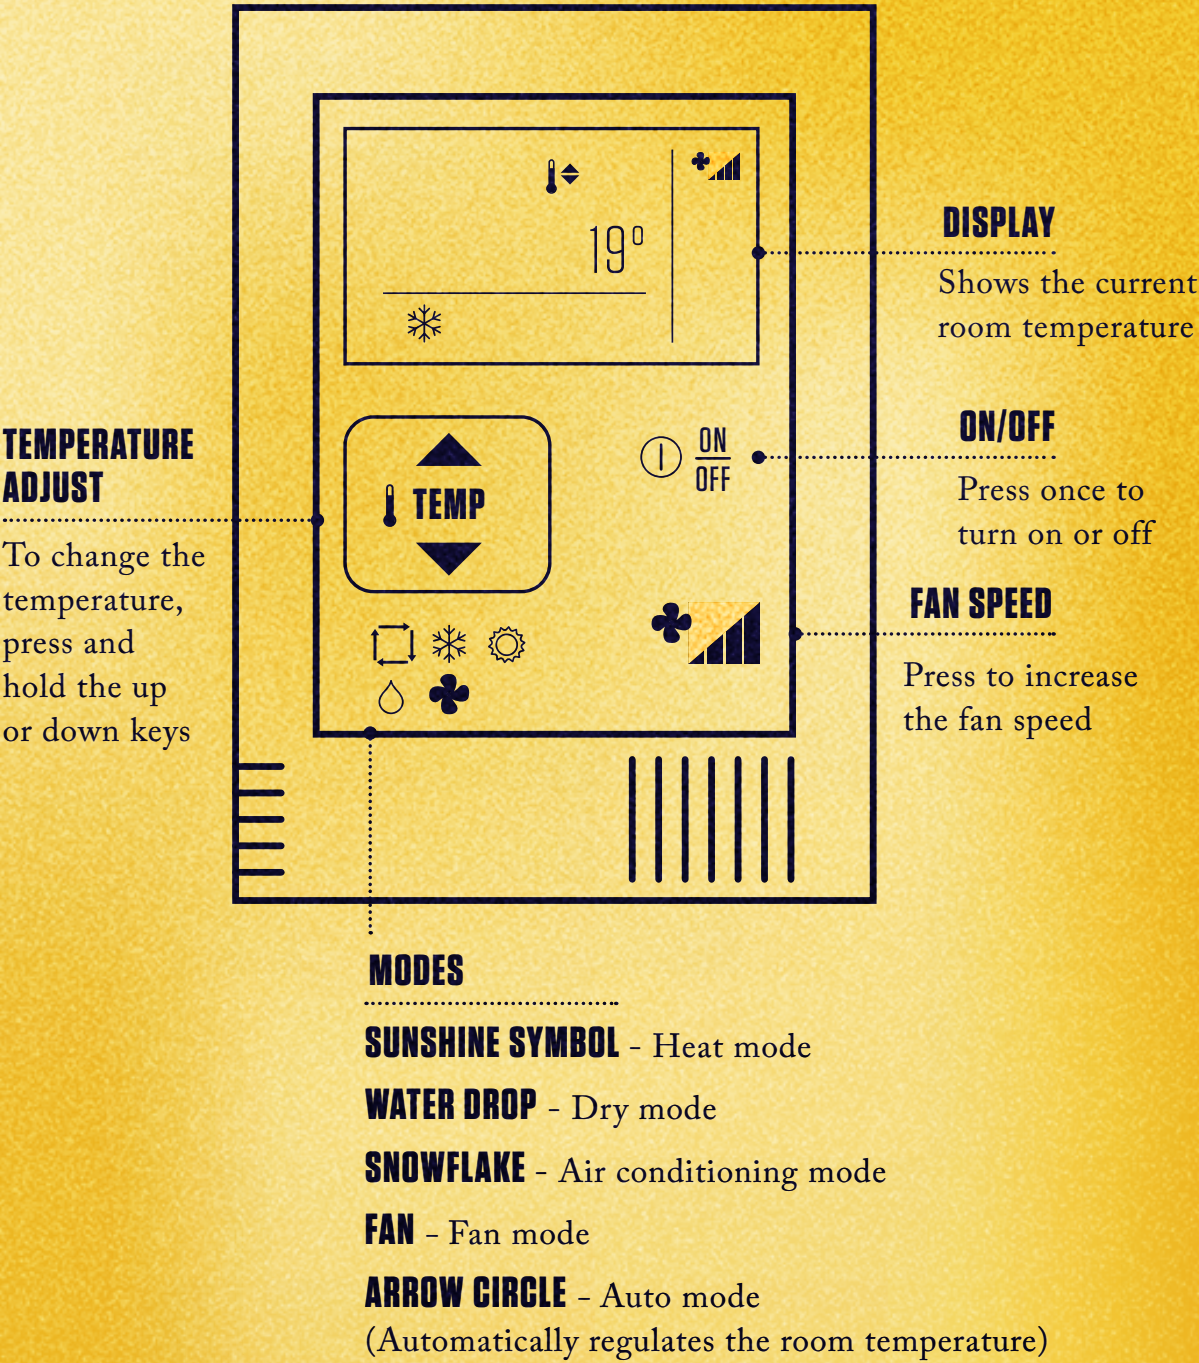 19°
DISPLAY
Shows the current
room temperature
TEMPERATURE
ADJUST
To change the
temperature,
press and
hold the up
or down keys
TEMP
ON
OFF
ON/OFF
Press once to
turn on or off
FAN SPEED
Press to increase
the fan speed
MODES
SUNSHINE SYMBOL - Heat mode
WATER DROP - Dry mode
SNOWFLAKE - Air conditioning mode
FAN - Fan mode
ARROW CIRCLE - Auto mode
(Automatically regulates the room temperature)